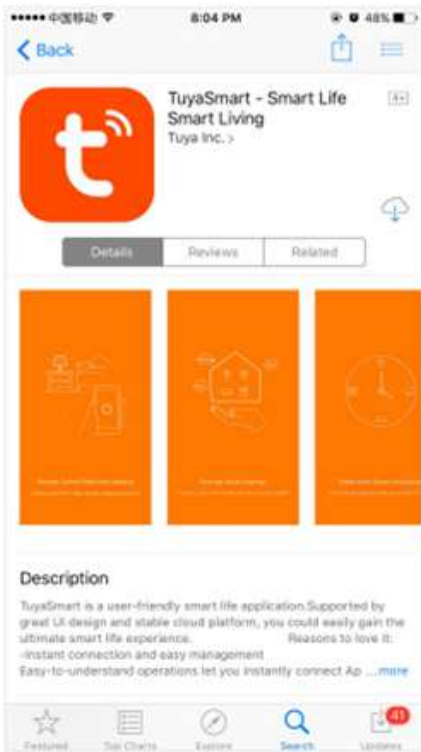 中国移动 8:04 PM 48%
Back
TuyaSmart - Smart Life
Smart Living
4+
Tuya Inc. >
Details Reviews Related
Description
TuyaSmart is a user-friendly smart life application.Supported by
great UI design and stable cloud platform, you could easily gain the
ultimate smart life experience. Reasons to love it:
-Instant connection and easy management
Easy-to-understand operations let you instantly connect Ap ...more
41
Featured Top Charts Explore Search Updates